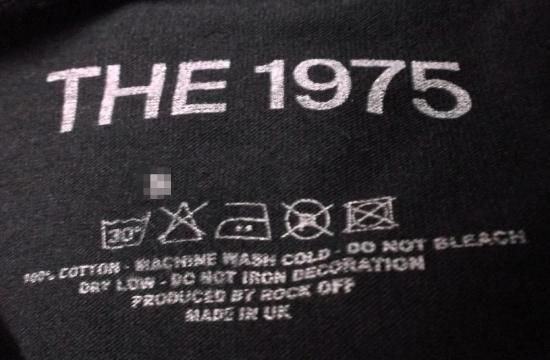 THE 1975
30°
P
100% COTTON - MACHINE WASH COLD - DO NOT BLEACH
DRY LOW - DO NOT IRON DECORATION
PRODUCED BY ROCK OFF
MADE IN UK